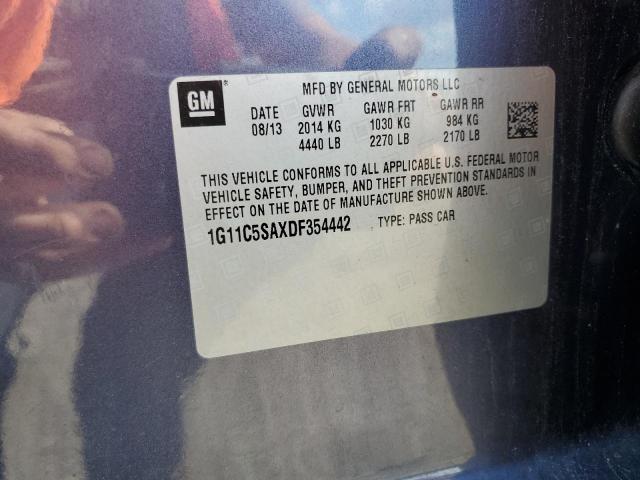 GM
MFD BY GENERAL MOTORS LLC
DATE GVWR GAWR FRT GAWR RR
08/13 2014 KG 1030 KG 984 KG
4440 LB 2270 LB 2170 LB
THIS VEHICLE CONFORMS TO ALL APPLICABLE U.S. FEDERAL MOTOR
VEHICLE SAFETY, BUMPER, AND THEFT PREVENTION STANDARDS IN
EFFECT ON THE DATE OF MANUFACTURE SHOWN ABOVE.
1G11C5SAXDF354442 TYPE: PASS CAR